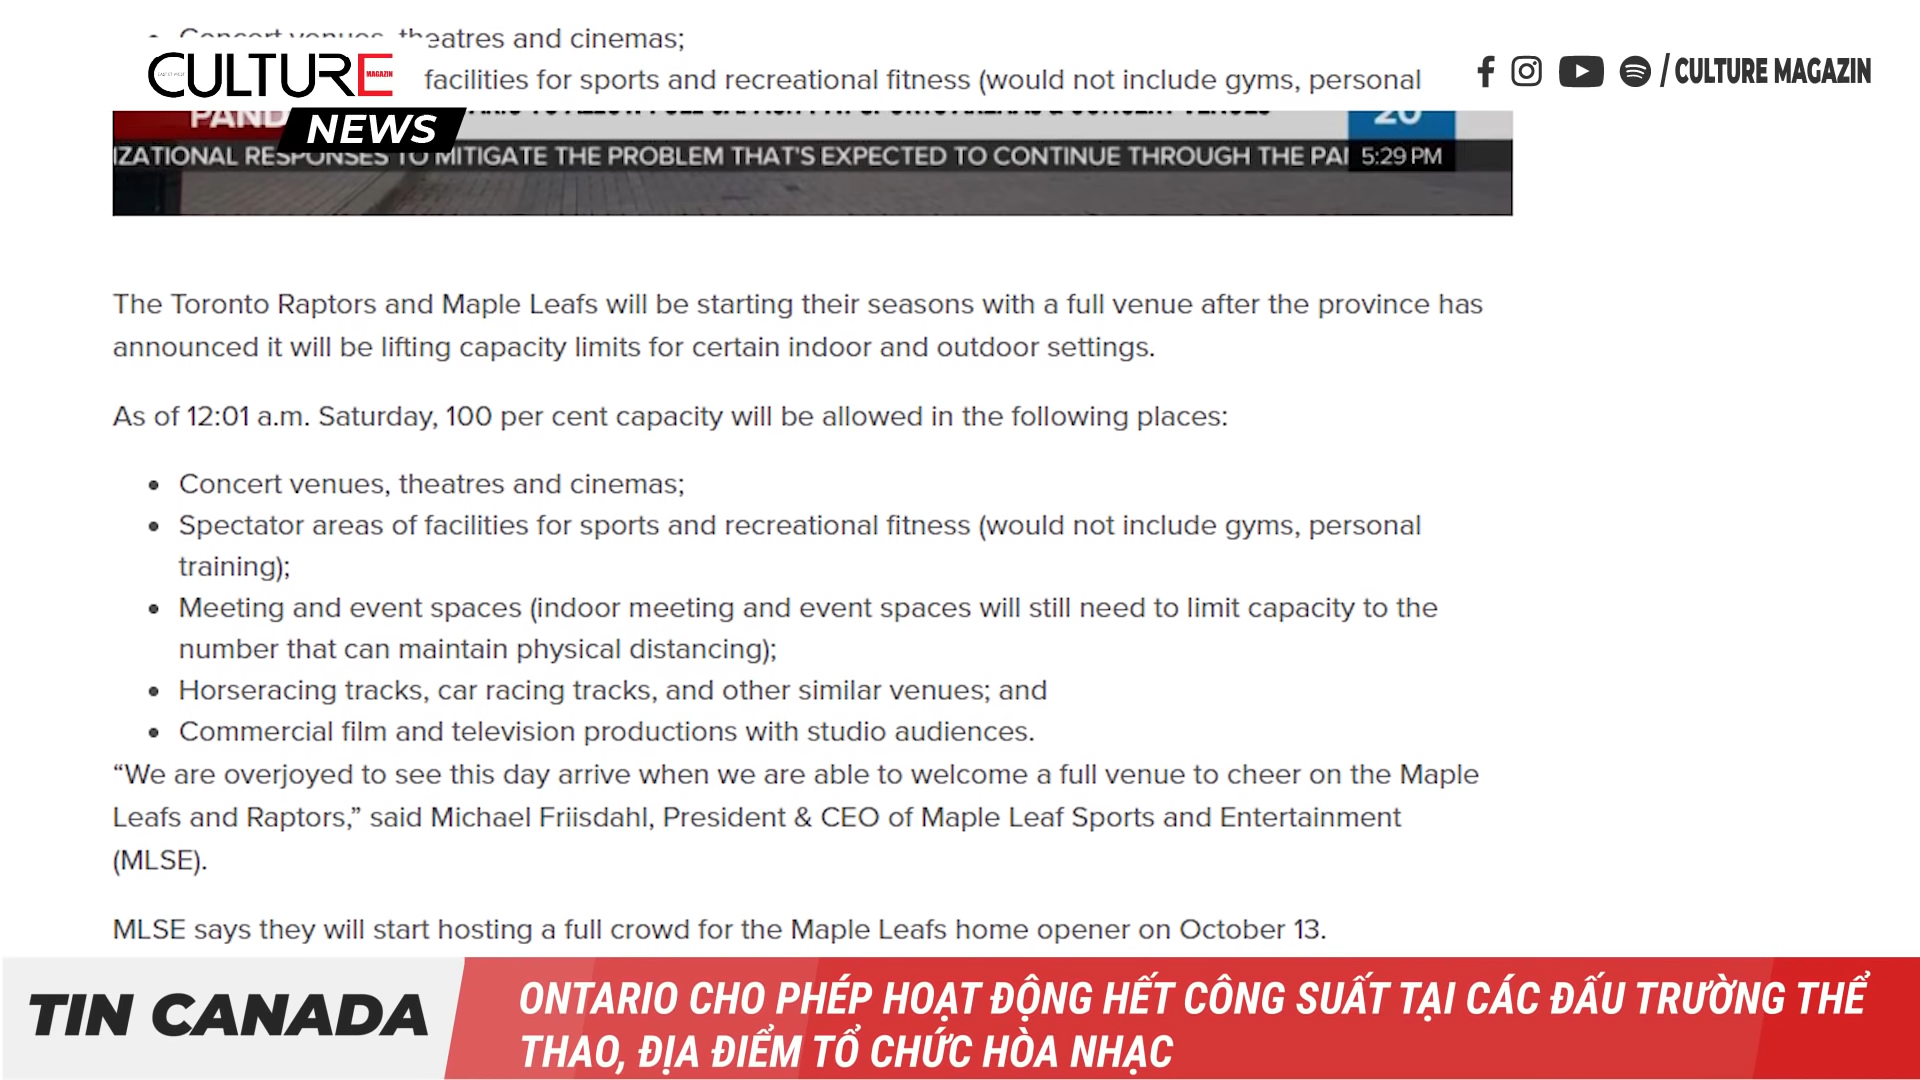 Concert venues, theatres and cinemas;
CULTURE
MAGAZIN
facilities for sports and recreational fitness (would not include gyms, personal
/ CULTURE MAGAZIN
PAND
20
NEWS
IZATIONAL RESPONSES TO MITIGATE THE PROBLEM THAT'S EXPECTED TO CONTINUE THROUGH THE PAI 5:29 PM
The Toronto Raptors and Maple Leafs will be starting their seasons with a full venue after the province has
announced it will be lifting capacity limits for certain indoor and outdoor settings.
As of 12:01 a.m. Saturday, 100 per cent capacity will be allowed in the following places:
• Concert venues, theatres and cinemas;
• Spectator areas of facilities for sports and recreational fitness (would not include gyms, personal
training);
• Meeting and event spaces (indoor meeting and event spaces will still need to limit capacity to the
number that can maintain physical distancing);
• Horseracing tracks, car racing tracks, and other similar venues; and
• Commercial film and television productions with studio audiences.
“We are overjoyed to see this day arrive when we are able to welcome a full venue to cheer on the Maple
Leafs and Raptors,” said Michael Friisdahl, President & CEO of Maple Leaf Sports and Entertainment
(MLSE).
MLSE says they will start hosting a full crowd for the Maple Leafs home opener on October 13.
TIN CANADA
ONTARIO CHO PHÉP HOẠT ĐỘNG HẾT CÔNG SUẤT TẠI CÁC ĐẤU TRƯỜNG THỂ
THAO, ĐỊA ĐIỂM TỔ CHỨC HÒA NHẠC